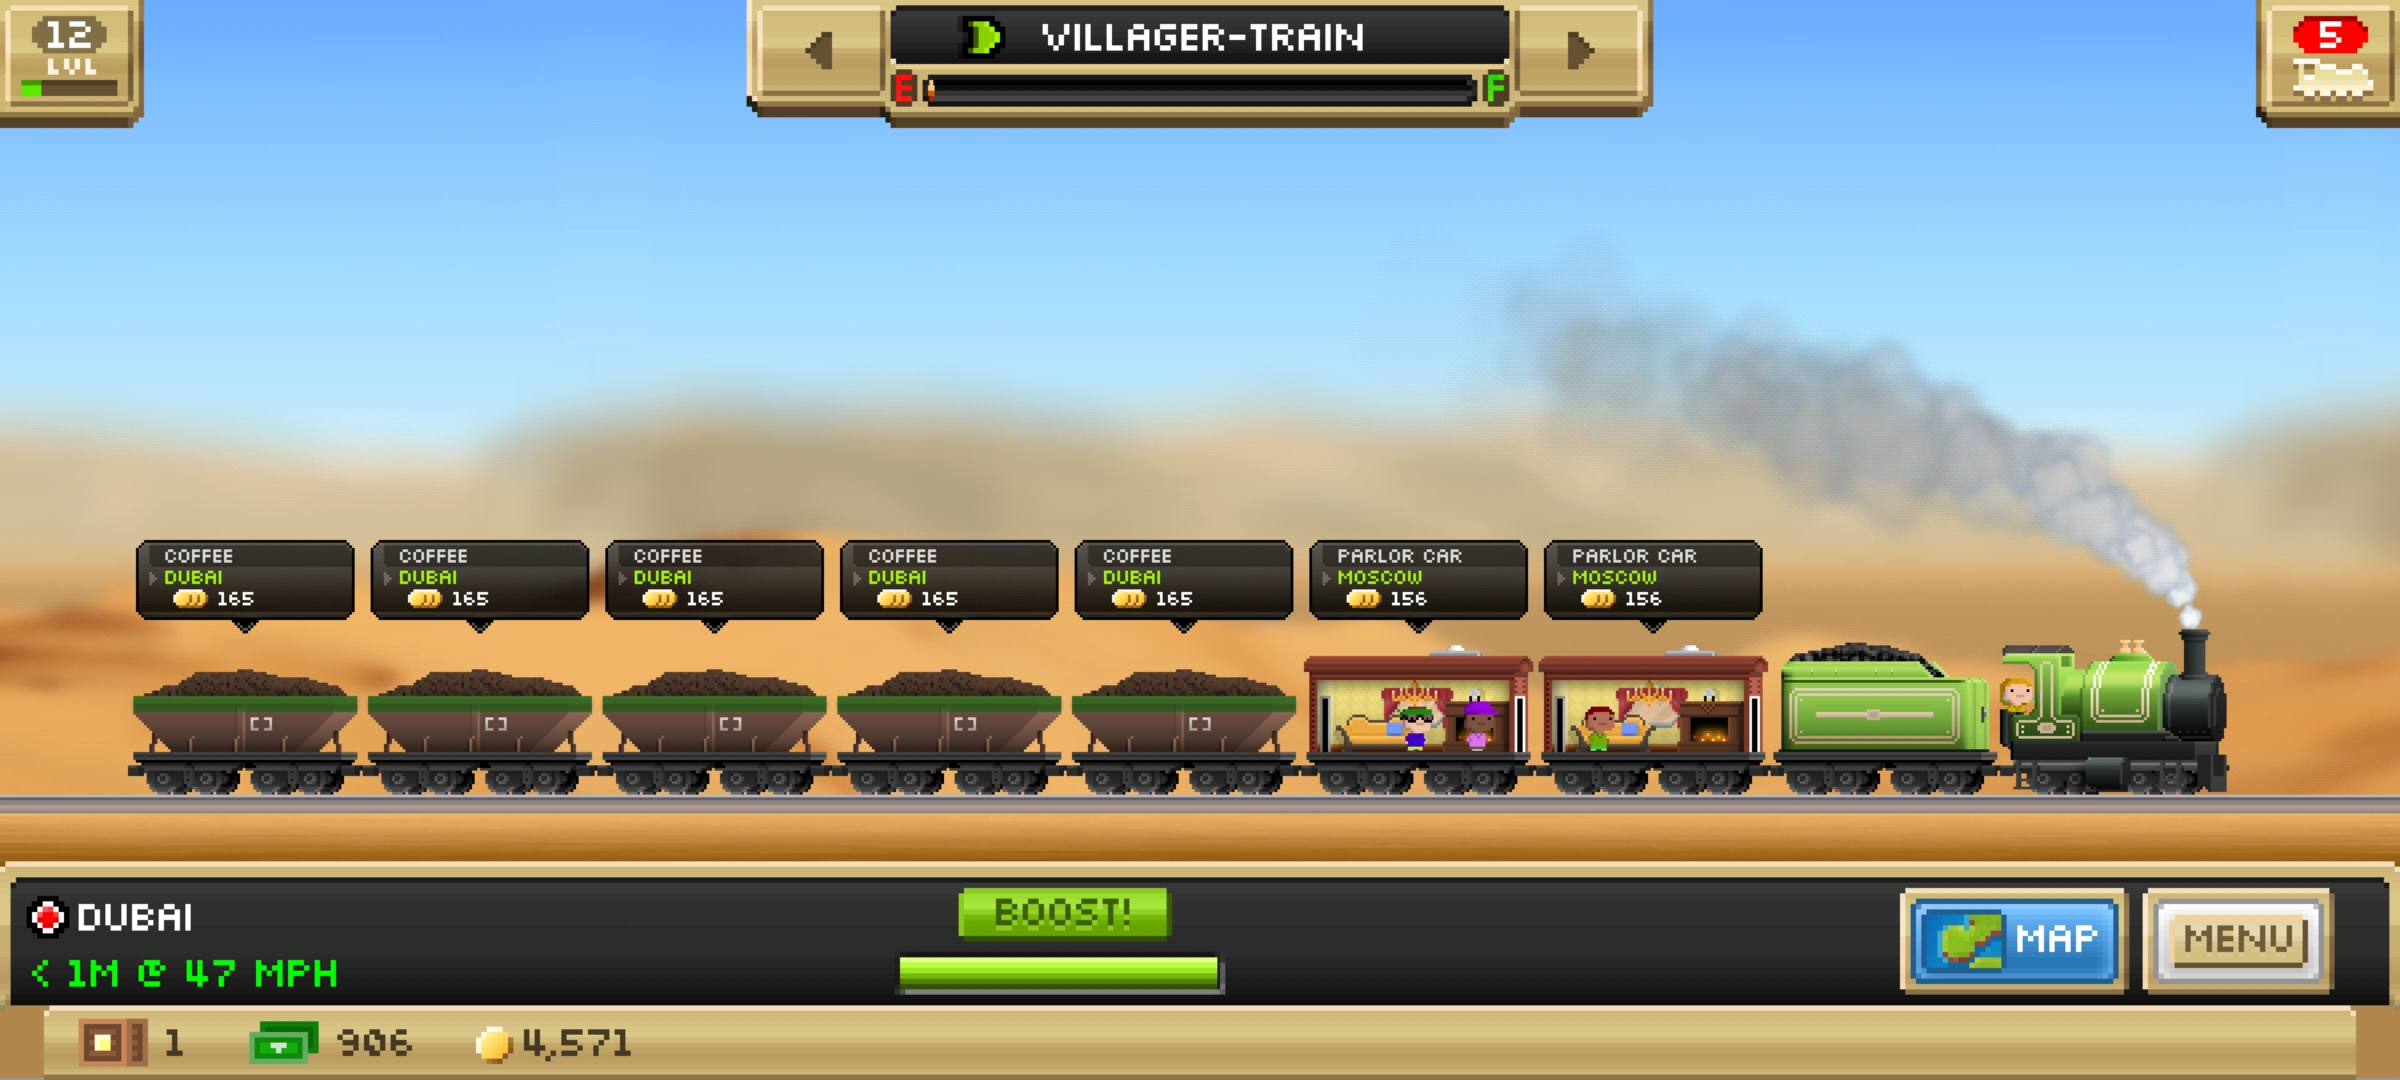 12
LVL
VILLAGER-TRAIN
E F
5
COFFEE
DUBAI
165
COFFEE
DUBAI
165
COFFEE
DUBAI
165
COFFEE
DUBAI
165
COFFEE
DUBAI
165
PARLOR CAR
MOSCOW
156
PARLOR CAR
MOSCOW
156
DUBAI
< 1M @ 47 MPH
BOOST!
MAP
MENU
1 906 4,571